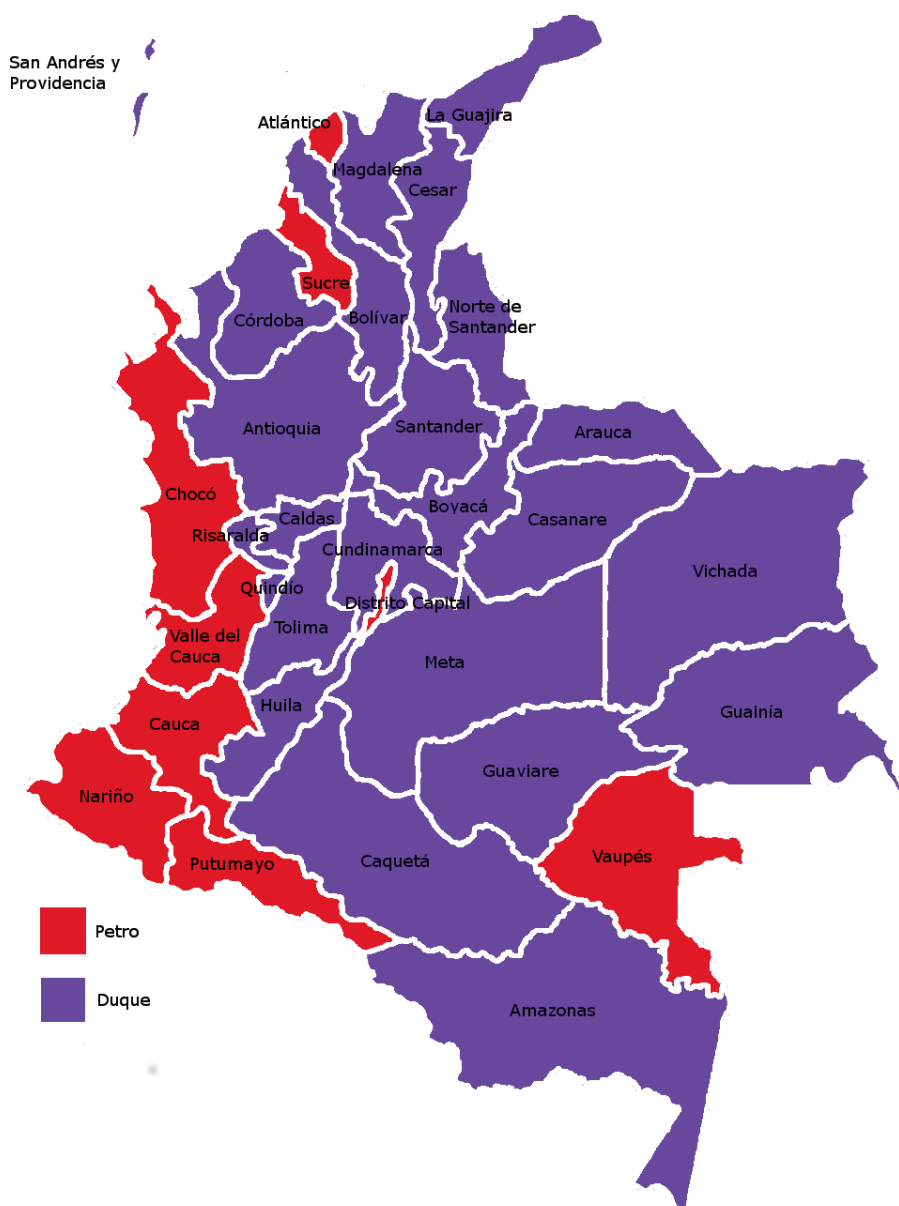 San Andrés y
Providencia
La Guajira
Atlántico
Magdalena
Cesar
Sucre
Norte de
Santander
Córdoba
Bolívar
Antioquia
Santander
Arauca
Chocó
Boyacá
Casanare
Caldas
Risaralda
Cundinamarca
Vichada
Quindío
Distrito Capital
Tolima
Valle del
Cauca
Meta
Huila
Guainía
Cauca
Guaviare
Nariño
Putumayo
Caquetá
Vaupés
Petro
Duque
Amazonas